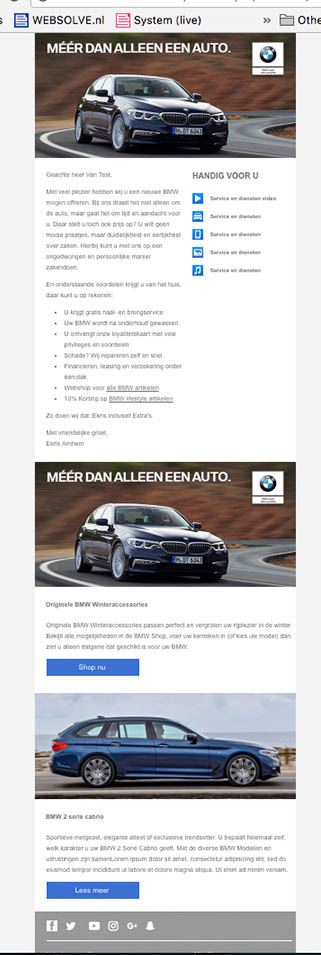 WEBSOLVE.nl
System (live)
»
Othe
MÉÉR DAN ALLEEN EEN AUTO.
Geachte heer Van Test,
Met veel plezier hebben wij u een nieuwe BMW
mogen offreren. Bij ons draait het niet alleen om
de auto, maar gaat het om tijd en aandacht voor
u. Daar stelt u toch ook prijs op? U wilt geen
mooie praatjes, maar duidelijkheid en eerlijkheid
over zaken. Hierbij kunt u met ons op een
ongedwongen en persoonlijke manier
zakendoen.
En onderstaande voordelen krijgt u van het huis,
daar kunt u op rekenen:
• U krijgt gratis haal- en brengservice
• Uw BMW wordt na onderhoud gewassen.
• U ontvangt onze loyaliteitskaart met vele
privileges en voordelen
• Schade? Wij repareren zelf en snel
• Financieren, leasing en verzekering onder
één dak
• Webshop voor alle BMW artikelen
• 10% Korting op BMW lifestyle artikelen
Zo doen wij dat: Ekris inclusief Extra's.
Met vriendelijke groet,
Ekris Arnhem
HANDIG VOOR U
Service en diensten video
Service en diensten
Service en diensten
Service en diensten
Service en diensten
MÉÉR DAN ALLEEN EEN AUTO.
Originele BMW Winteraccessories
Originele BMW Winteraccessories passen perfect en vergroten uw rijplezier in de winter.
Bekijk alle mogelijkheden in de BMW Shop, voer uw kenteken in (of kies uw model) dan
ziet u alleen datgene dat geschikt is voor uw BMW.
Shop nu
BMW 2 serie cabrio
Sportieve metgezel, elegante atleet of exclusieve trendsetter. U bepaalt helemaal zelf,
welk karakter u uw BMW 2 Serie Cabrio geeft. Met de diverse BMW Modellen en
uitrustingen zijn samenLorem ipsum dolor sit amet, consectetur adipisicing elit, sed do
eiusmod tempor incididunt ut labore et dolore magna aliqua. Ut enim ad minim veniam.
Lees meer